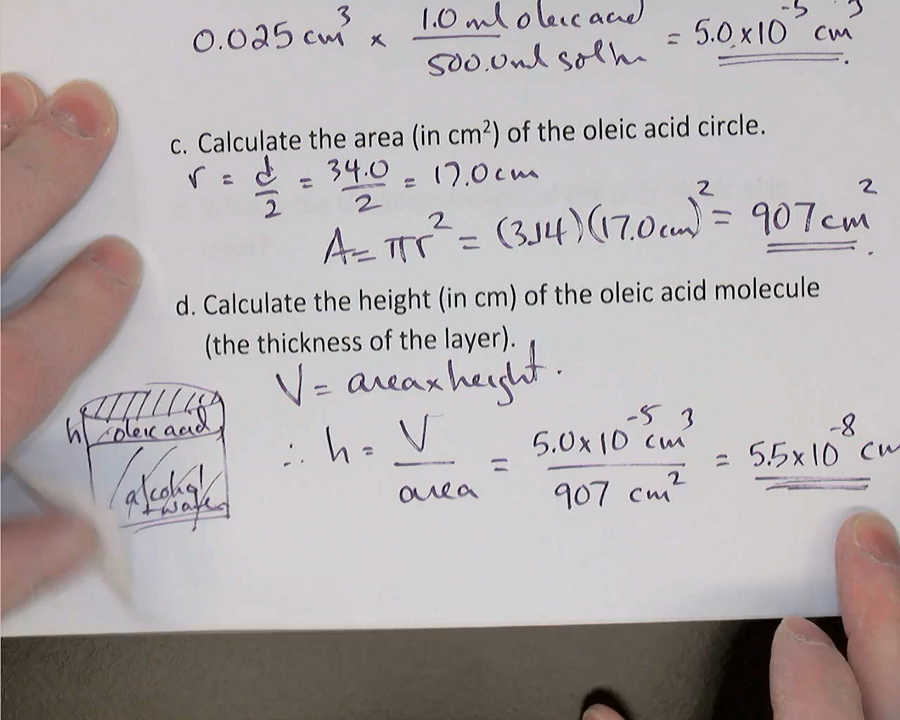 0.025 cm³ × 1.0 ml oleic acid / 500.0 ml soltn = 5.0 × 10⁻⁵ cm³.
c. Calculate the area (in cm²) of the oleic acid circle.
r = d/2 = 34.0/2 = 17.0 cm
A = πr² = (3.14)(17.0 cm)² = 907 cm².
d. Calculate the height (in cm) of the oleic acid molecule
(the thickness of the layer).
V = area × height.
∴ h = V/area = 5.0 × 10⁻⁵ cm³ / 907 cm² = 5.5 × 10⁻⁸ cm
h oleic acid
alcohol
+ water